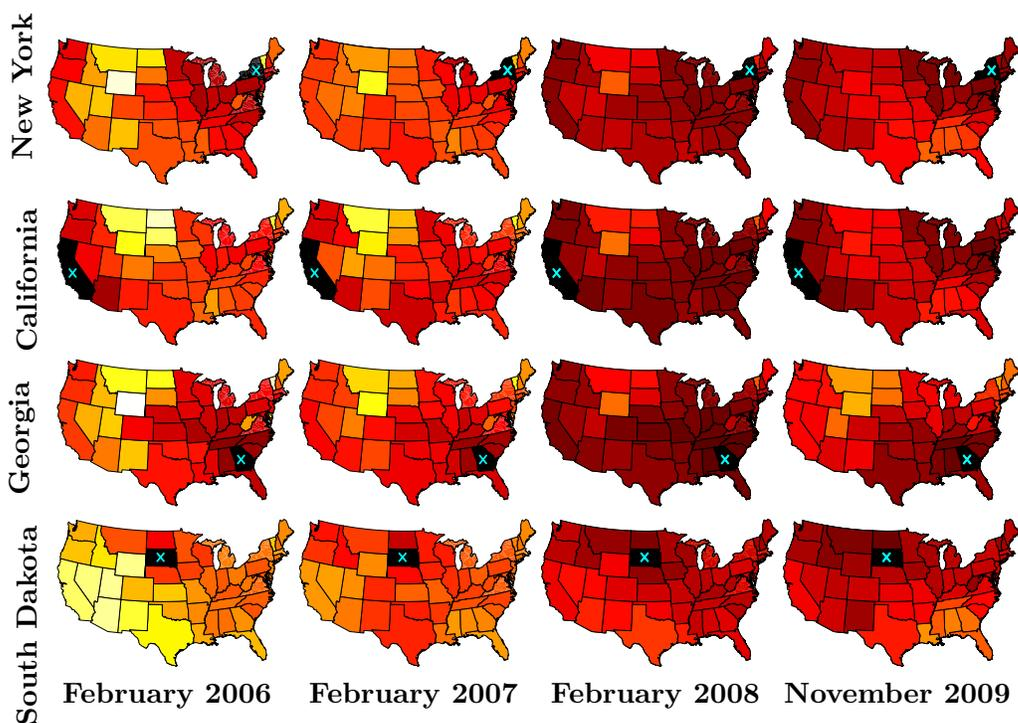 New York
California
Georgia
South Dakota
February 2006
February 2007
February 2008
November 2009